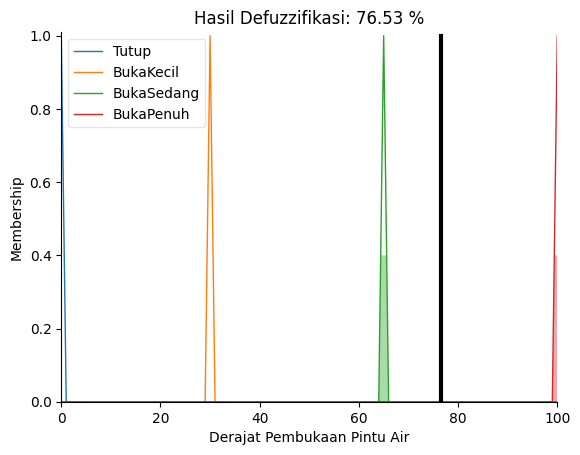 Hasil Defuzzifikasi: 76.53 %
1.0
0.8
0.6
0.4
0.2
0.0
Membership
Tutup
BukaKecil
BukaSedang
BukaPenuh
0 20 40 60 80 100
Derajat Pembukaan Pintu Air